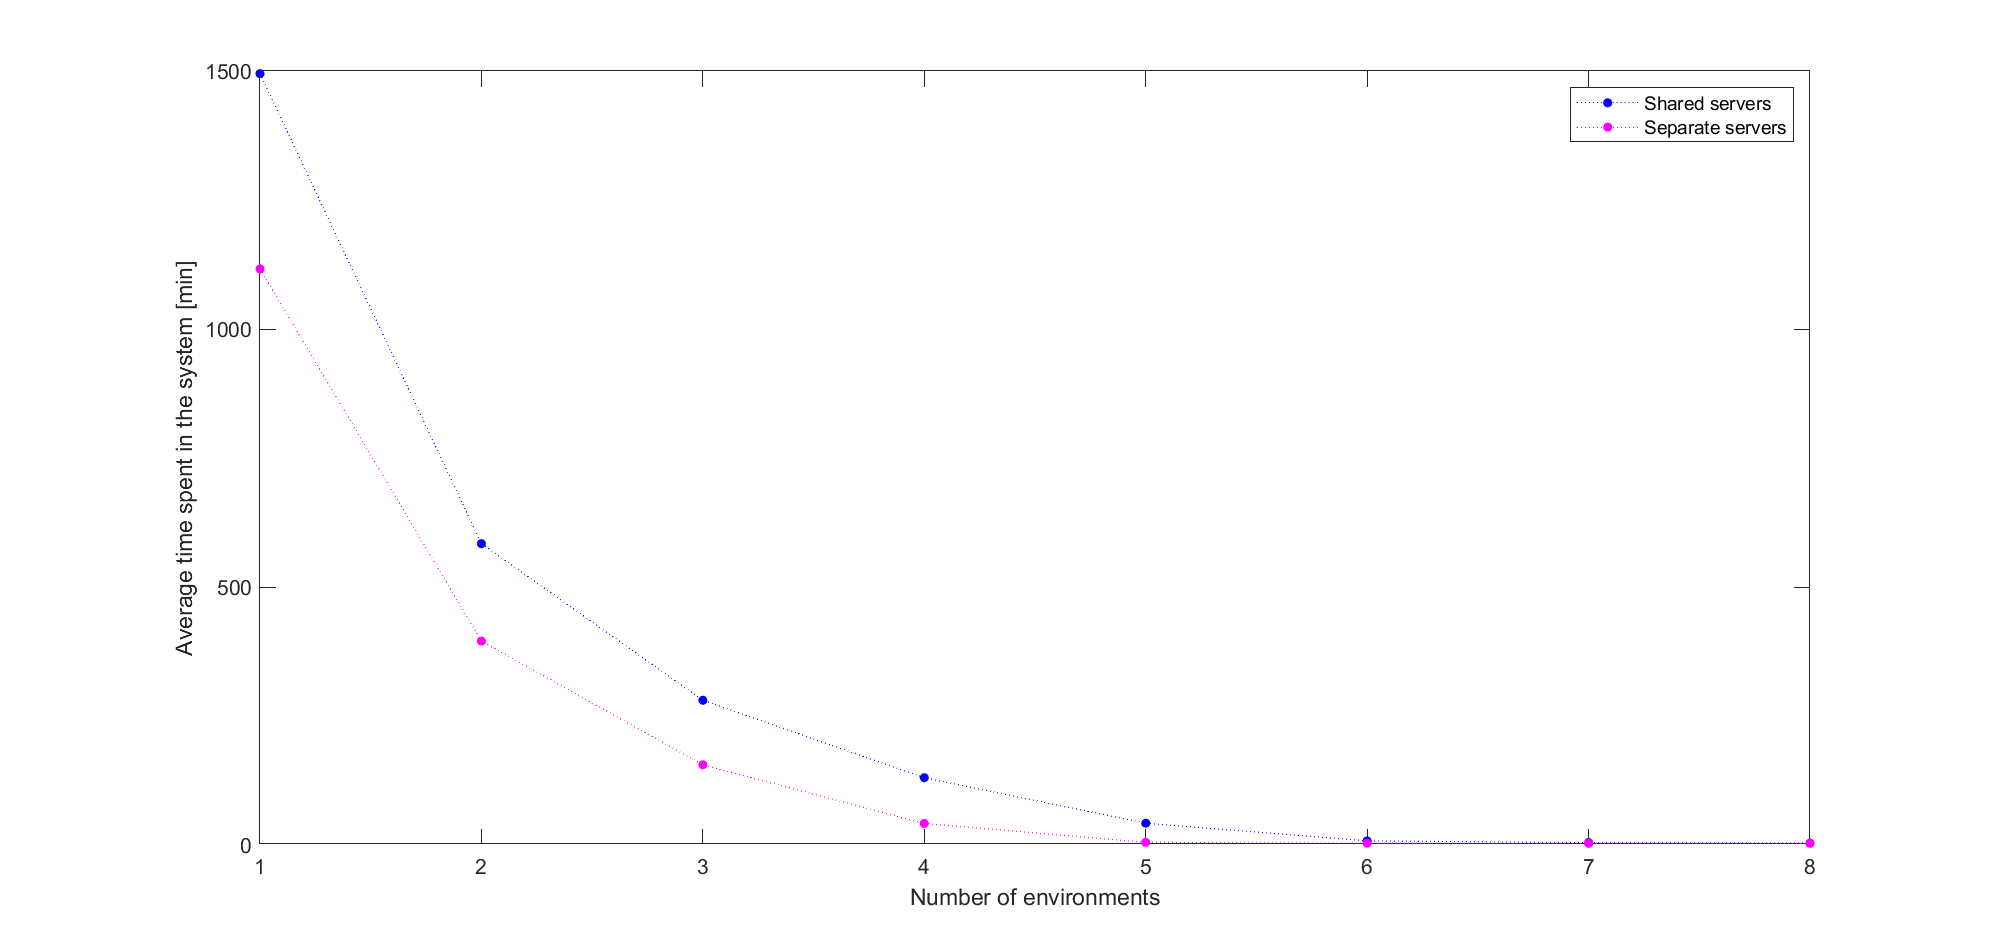 1500
1000
500
0
Average time spent in the system [min]
Shared servers
Separate servers
1 2 3 4 5 6 7 8
Number of environments